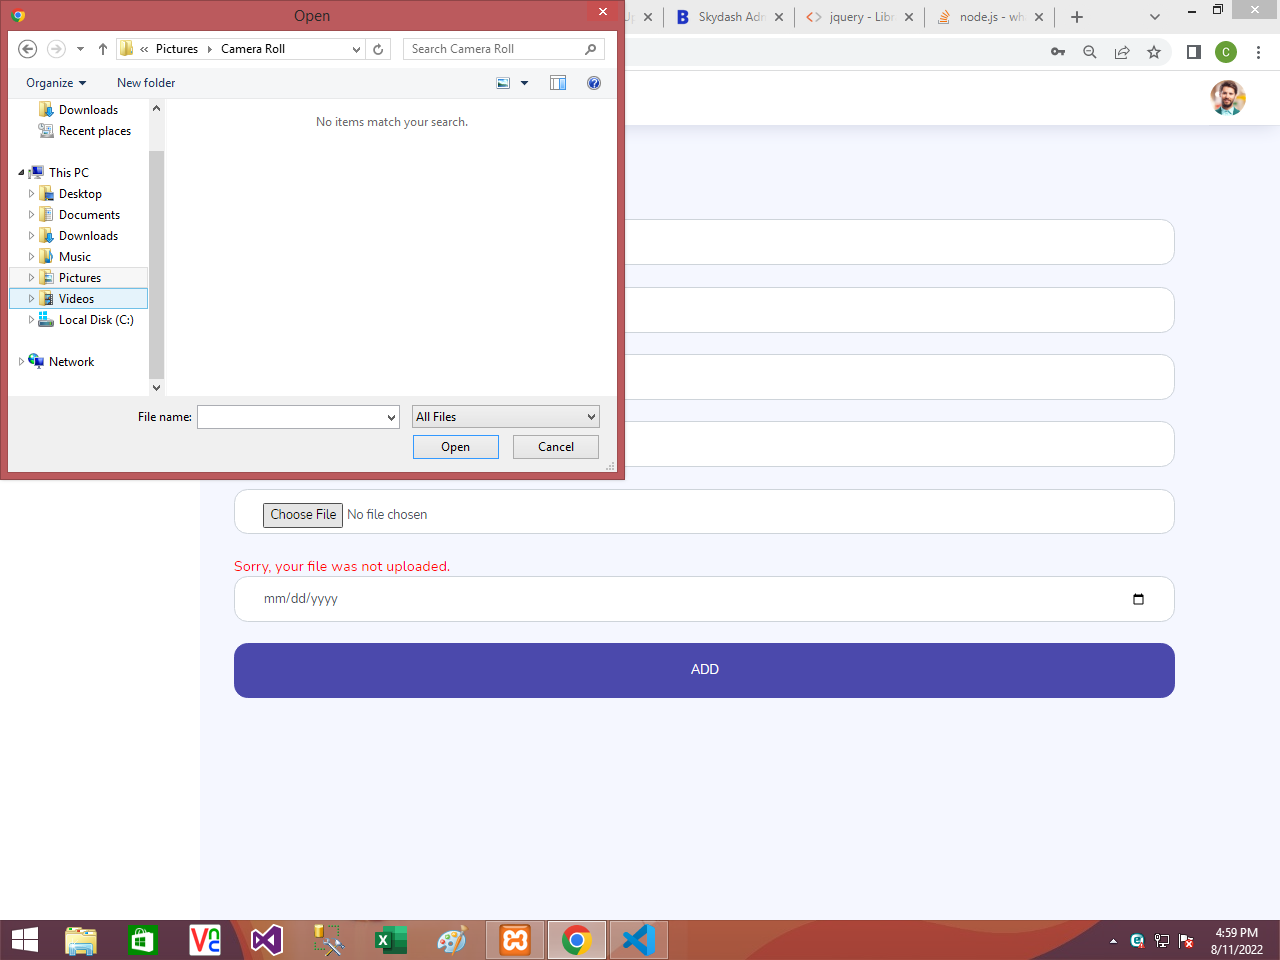 Open
Skydash Adm
jquery - Libr
node.js - wh
« Pictures Camera Roll
Search Camera Roll
C
Organize
New folder
Downloads
Recent places
No items match your search.
This PC
Desktop
Documents
Downloads
Music
Pictures
Videos
Local Disk (C:)
Network
File name:
All Files
Open
Cancel
Choose File No file chosen
Sorry, your file was not uploaded.
mm/dd/yyyy
ADD
4:59 PM
8/11/2022